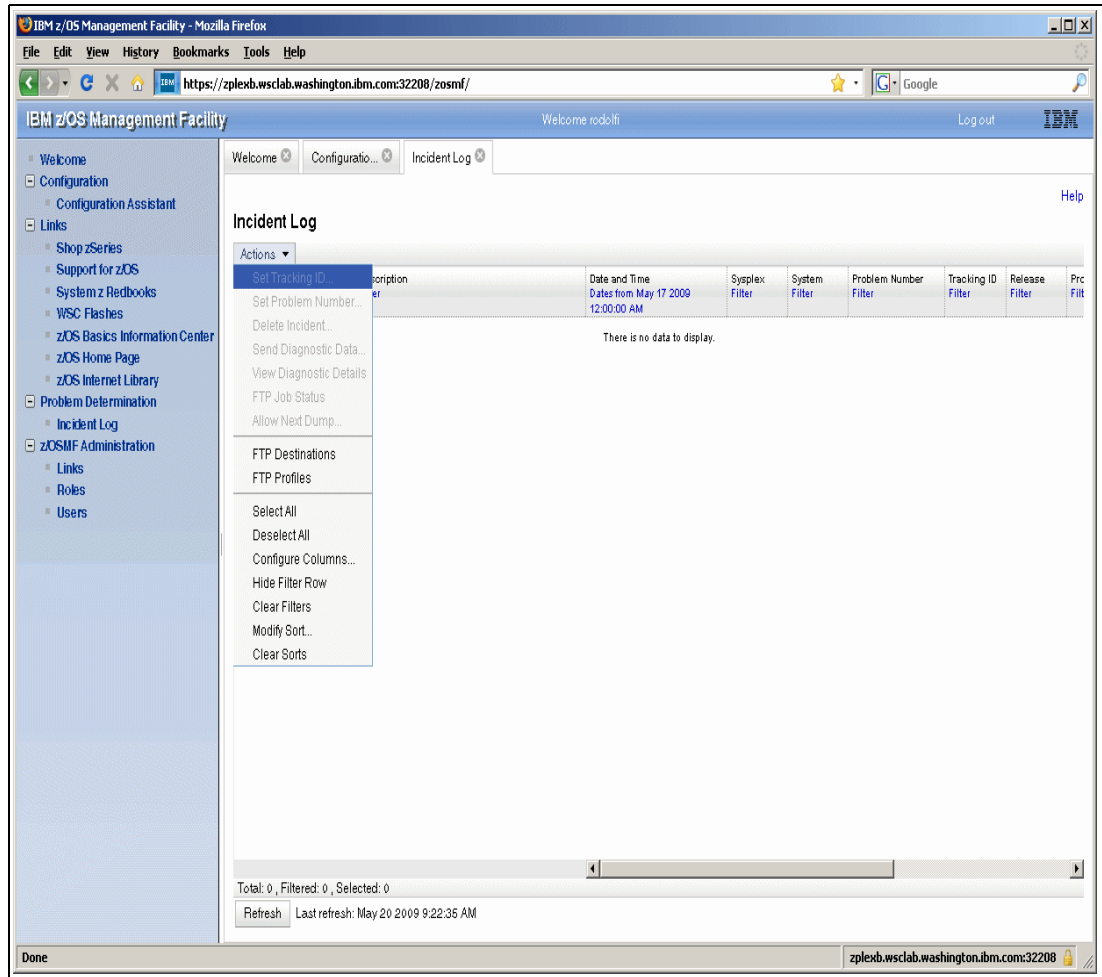 IBM z/OS Management Facility - Mozilla Firefox
File Edit View History Bookmarks Tools Help
IBM https://zplexb.wsclab.washington.ibm.com:32208/zosmf/ G Google
IBM z/OS Management Facility Welcome rodolfi Log out IBM
Welcome
Configuration
Configuration Assistant
Links
Shop zSeries
Support for z/OS
System z Redbooks
WSC Flashes
z/OS Basics Information Center
z/OS Home Page
z/OS Internet Library
Problem Determination
Incident Log
z/OSMF Administration
Links
Roles
Users
Welcome Configuratio... Incident Log
Help
Incident Log
Actions
Set Tracking ID...
Set Problem Number...
Delete Incident...
Send Diagnostic Data...
View Diagnostic Details
FTP Job Status
Allow Next Dump...
FTP Destinations
FTP Profiles
Select All
Deselect All
Configure Columns...
Hide Filter Row
Clear Filters
Modify Sort...
Clear Sorts
scription Date and Time Sysplex System Problem Number Tracking ID Release Prc
er Dates from May 17 2009 Filter Filter Filter Filter Filter Filt
12:00:00 AM
There is no data to display.
Total: 0 , Filtered: 0 , Selected: 0
Refresh Last refresh: May 20 2009 9:22:35 AM
Done zplexb.wsclab.washington.ibm.com:32208